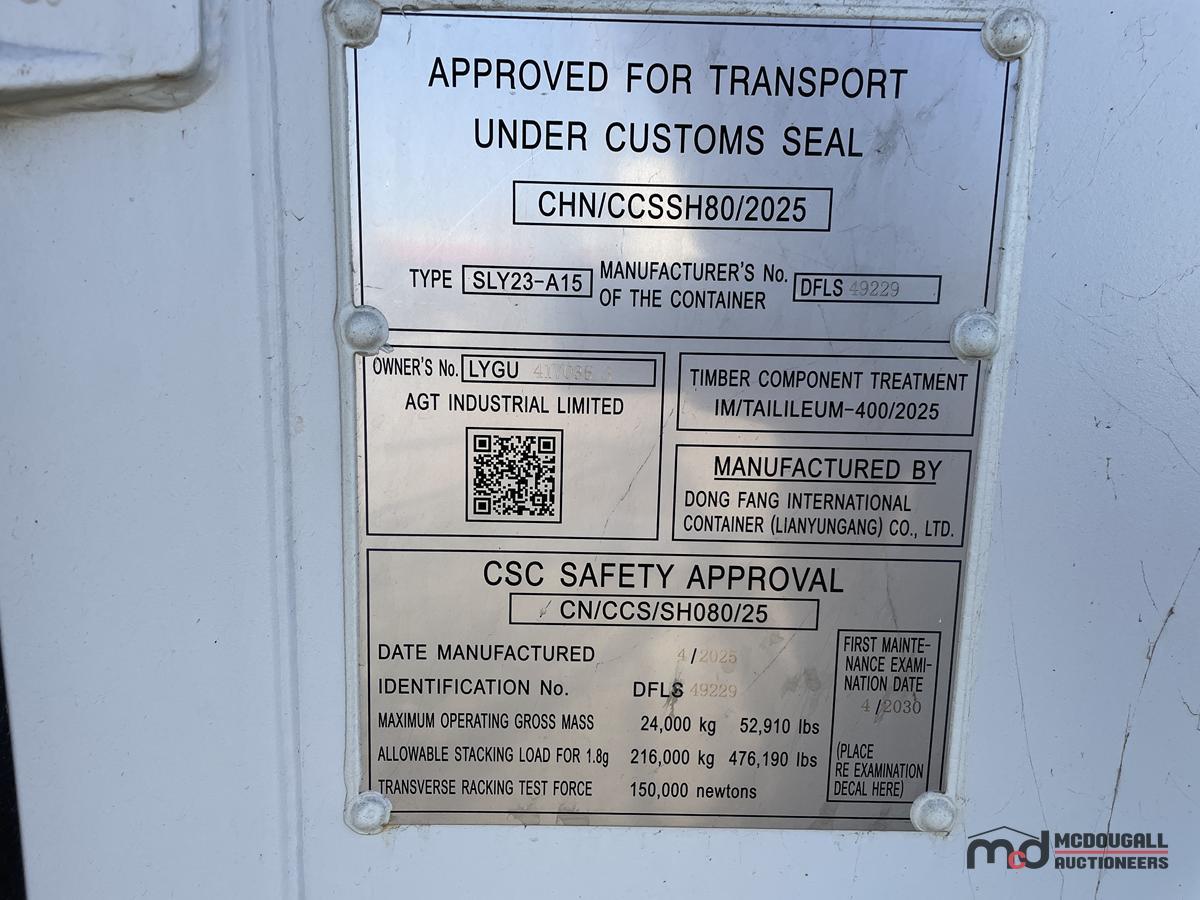 APPROVED FOR TRANSPORT
UNDER CUSTOMS SEAL
CHN/CCSSH80/2025
TYPE SLY23-A15 MANUFACTURER'S No. OF THE CONTAINER DFLS 49229
OWNER'S No. LYGU
AGT INDUSTRIAL LIMITED
TIMBER COMPONENT TREATMENT
IM/TAILILEUM-400/2025
MANUFACTURED BY
DONG FANG INTERNATIONAL
CONTAINER (LIANYUNGANG) CO., LTD.
CSC SAFETY APPROVAL
CN/CCS/SH080/25
DATE MANUFACTURED 4/2025
IDENTIFICATION No. DFLS 49229
MAXIMUM OPERATING GROSS MASS 24,000 kg 52,910 lbs
ALLOWABLE STACKING LOAD FOR 1.8g 216,000 kg 476,190 lbs
TRANSVERSE RACKING TEST FORCE 150,000 newtons
FIRST MAINTE-
NANCE EXAMI-
NATION DATE
4/2030
(PLACE
RE EXAMINATION
DECAL HERE)
mcd MCDOUGALL
AUCTIONEERS